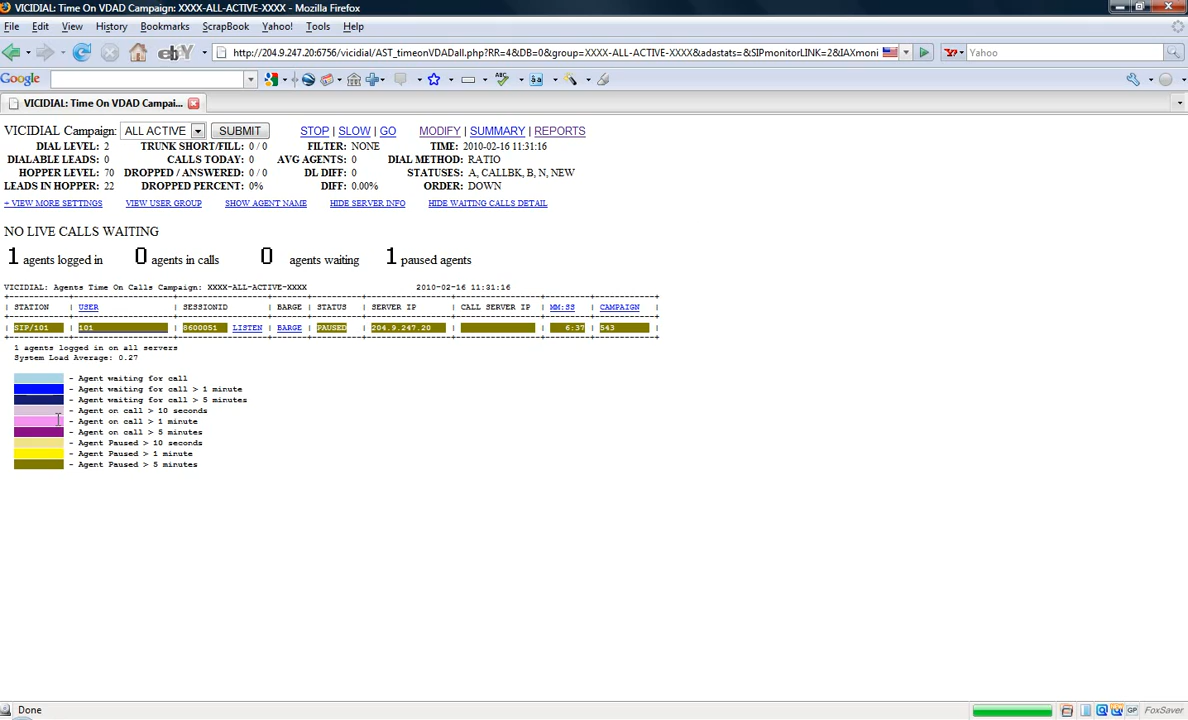 VICIDIAL: Time On VDAD Campaign: XXXX-ALL-ACTIVE-XXXX - Mozilla Firefox
File Edit View History Bookmarks ScrapBook Yahoo! Tools Help
ebY http://204.9.247.20:6756/vicidial/AST_timeonVDADall.php?RR=4&DB=0&group=XXXX-ALL-ACTIVE-XXXX&adastats=&SIPmonitorLINK=2&IAXmoni Yahoo
Google
VICIDIAL: Time On VDAD Campai...
VICIDIAL Campaign: ALL ACTIVE SUBMIT STOP | SLOW | GO MODIFY | SUMMARY | REPORTS
DIAL LEVEL: 2 TRUNK SHORT/FILL: 0 / 0 FILTER: NONE TIME: 2010-02-16 11:31:16
DIALABLE LEADS: 0 CALLS TODAY: 0 AVG AGENTS: 0 DIAL METHOD: RATIO
HOPPER LEVEL: 70 DROPPED / ANSWERED: 0 / 0 DL DIFF: 0 STATUSES: A, CALLBK, B, N, NEW
LEADS IN HOPPER: 22 DROPPED PERCENT: 0% DIFF: 0.00% ORDER: DOWN
+ VIEW MORE SETTINGS VIEW USER GROUP SHOW AGENT NAME HIDE SERVER INFO HIDE WAITING CALLS DETAIL
NO LIVE CALLS WAITING
1 agents logged in 0 agents in calls 0 agents waiting 1 paused agents
VICIDIAL: Agents Time On Calls Campaign: XXXX-ALL-ACTIVE-XXXX 2010-02-16 11:31:16
| STATION | USER | SESSIONID | BARGE | STATUS | SERVER IP | CALL SERVER IP | MM:SS | CAMPAIGN |
| SIP/101 | 101 | 8600051 LISTEN | BARGE | PAUSED | 204.9.247.20 | | 6:37 | 543 |
1 agents logged in on all servers
System Load Average: 0.27
- Agent waiting for call
- Agent waiting for call > 1 minute
- Agent waiting for call > 5 minutes
- Agent on call > 10 seconds
- Agent on call > 1 minute
- Agent on call > 5 minutes
- Agent Paused > 10 seconds
- Agent Paused > 1 minute
- Agent Paused > 5 minutes
Done GP FoxSaver